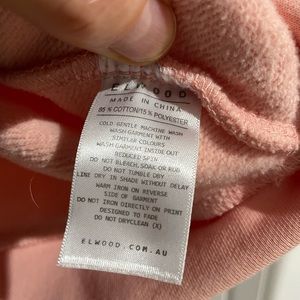 ELWOOD
MADE IN CHINA
85% COTTON/15% POLYESTER
COLD GENTLE MACHINE WASH
WASH GARMENT WITH
SIMILAR COLOURS
WASH GARMENT INSIDE OUT
REDUCED SPIN
DO NOT BLEACH, SOAK OR RUB
DO NOT TUMBLE DRY
LINE DRY IN SHADE WITHOUT DELAY
WARM IRON ON REVERSE
SIDE OF GARMENT
DO NOT IRON DIRECTLY ON PRINT
DESIGNED TO FADE
DO NOT DRYCLEAN (X)
ELWOOD.COM.AU